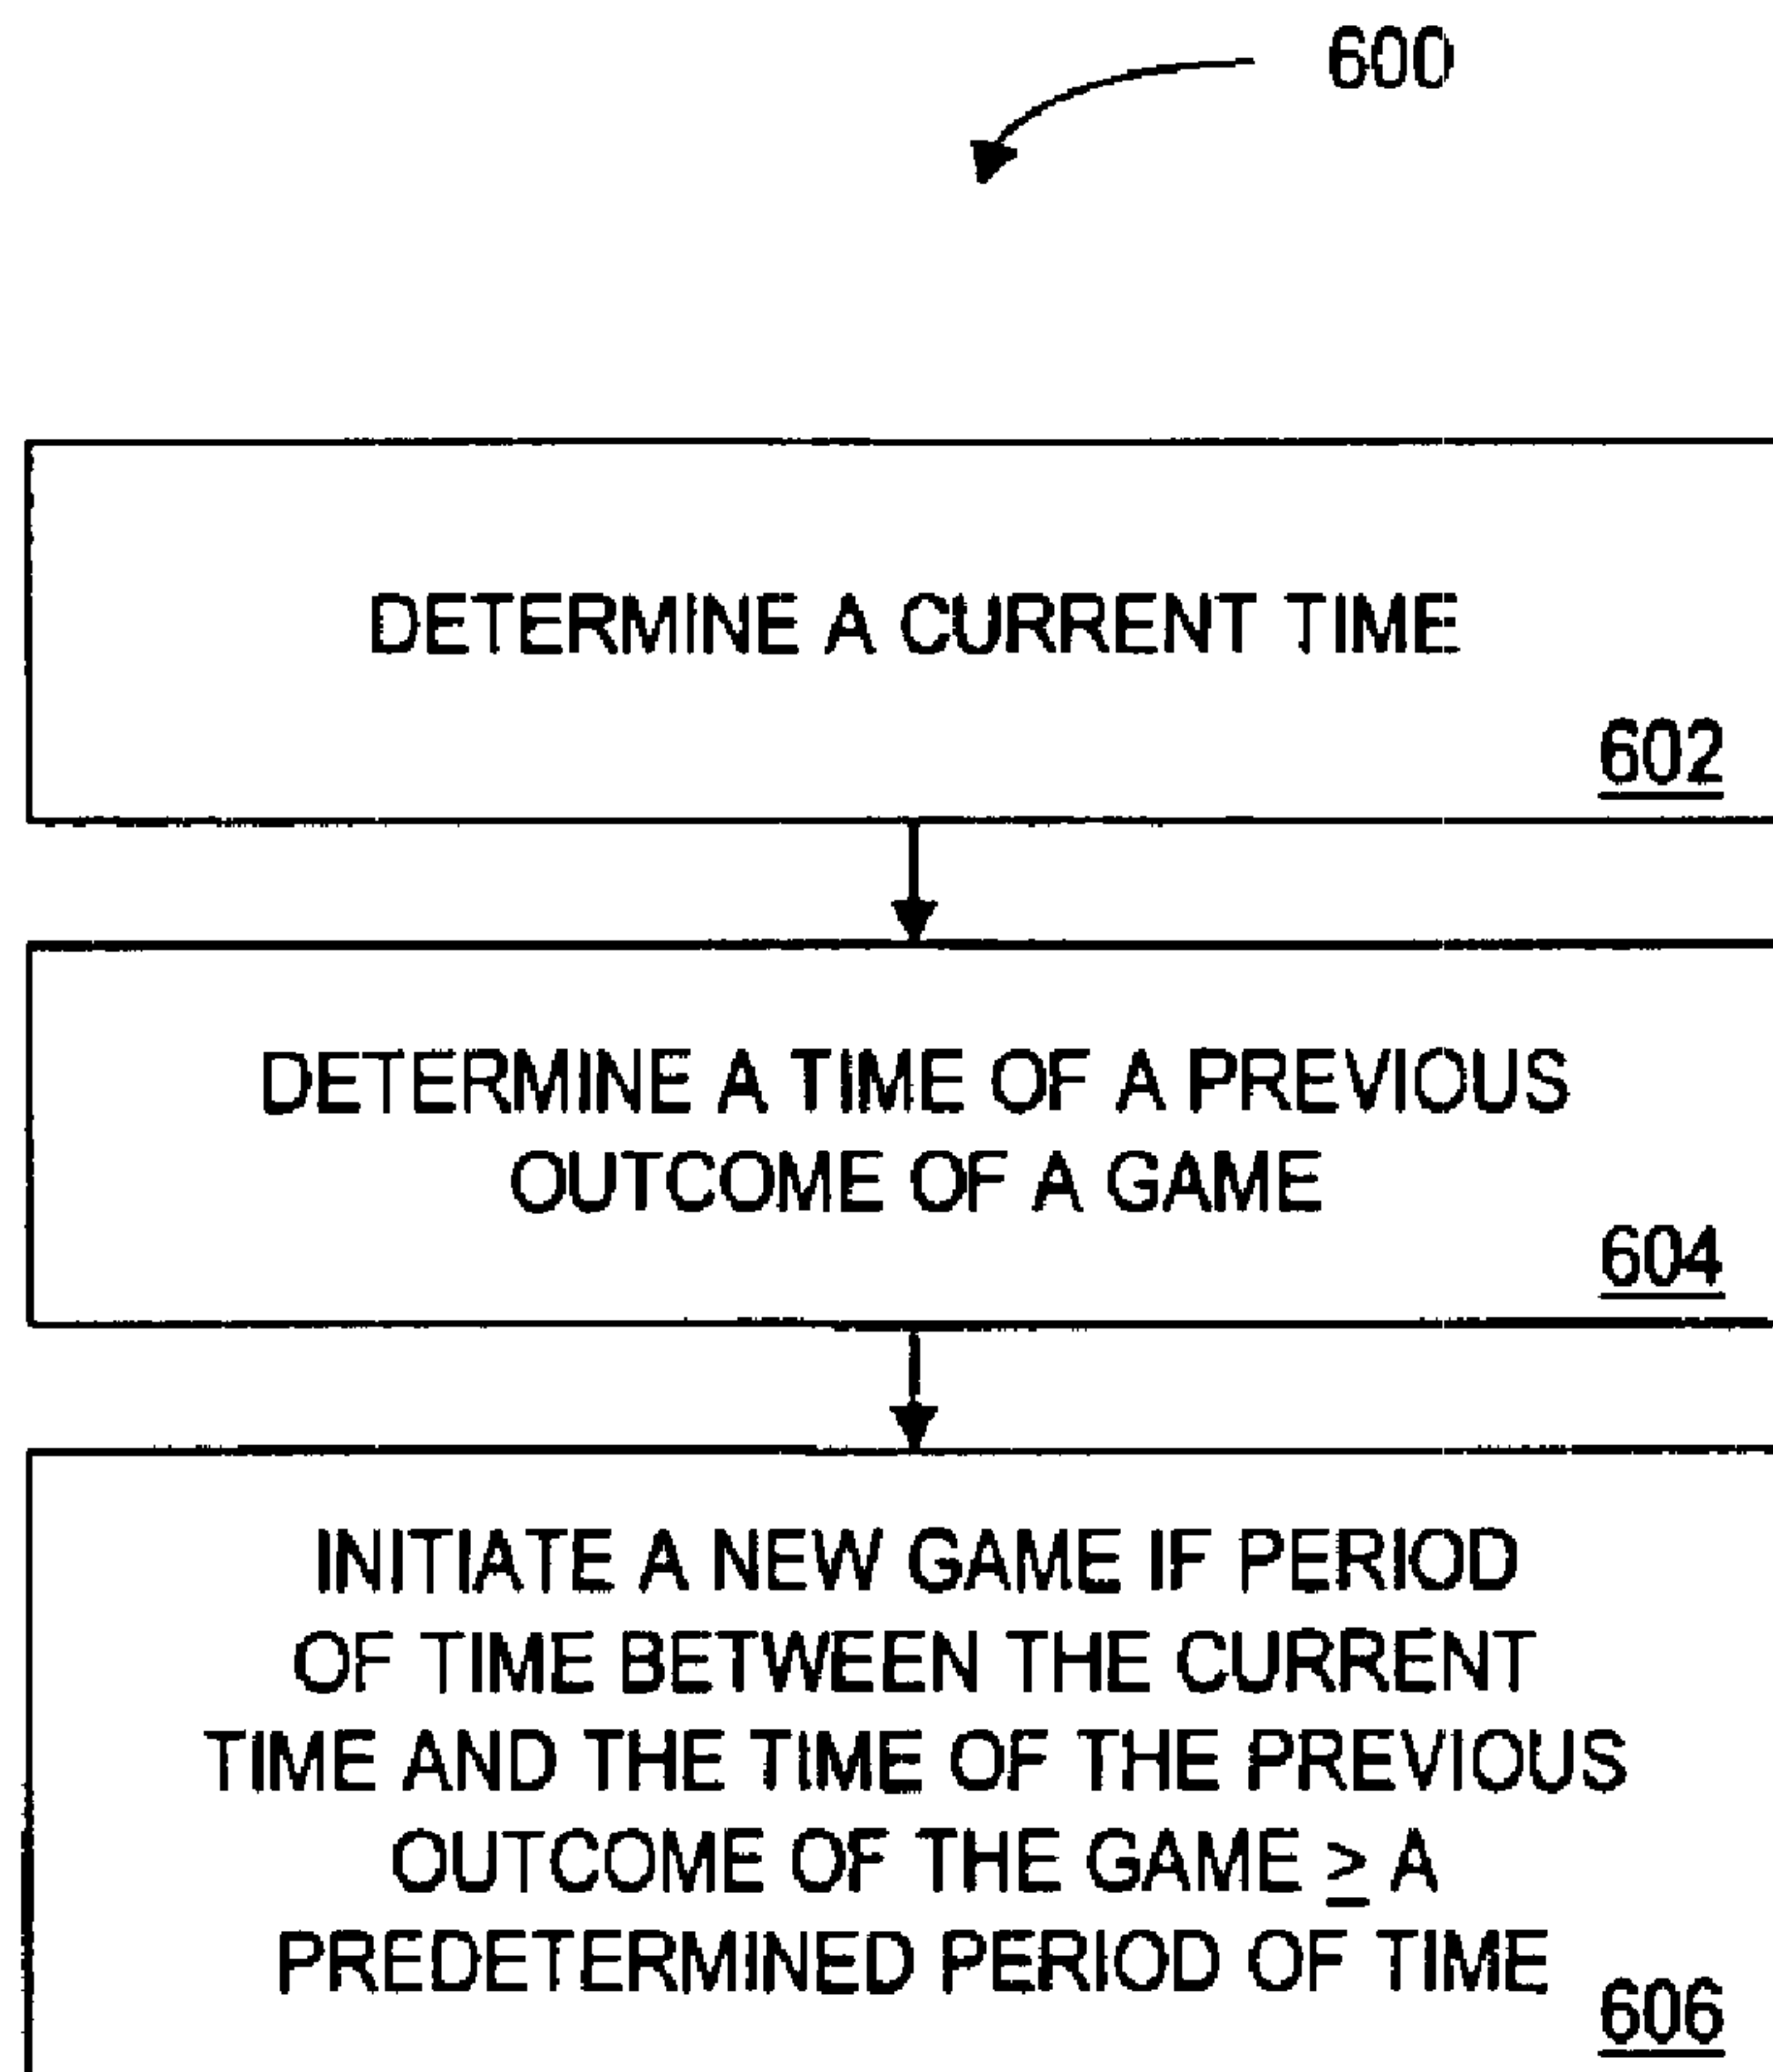 600
DETERMINE A CURRENT TIME
602
DETERMINE A TIME OF A PREVIOUS
OUTCOME OF A GAME
604
INITIATE A NEW GAME IF PERIOD
OF TIME BETWEEN THE CURRENT
TIME AND THE TIME OF THE PREVIOUS
OUTCOME OF THE GAME ≥ A
PREDETERMINED PERIOD OF TIME
606